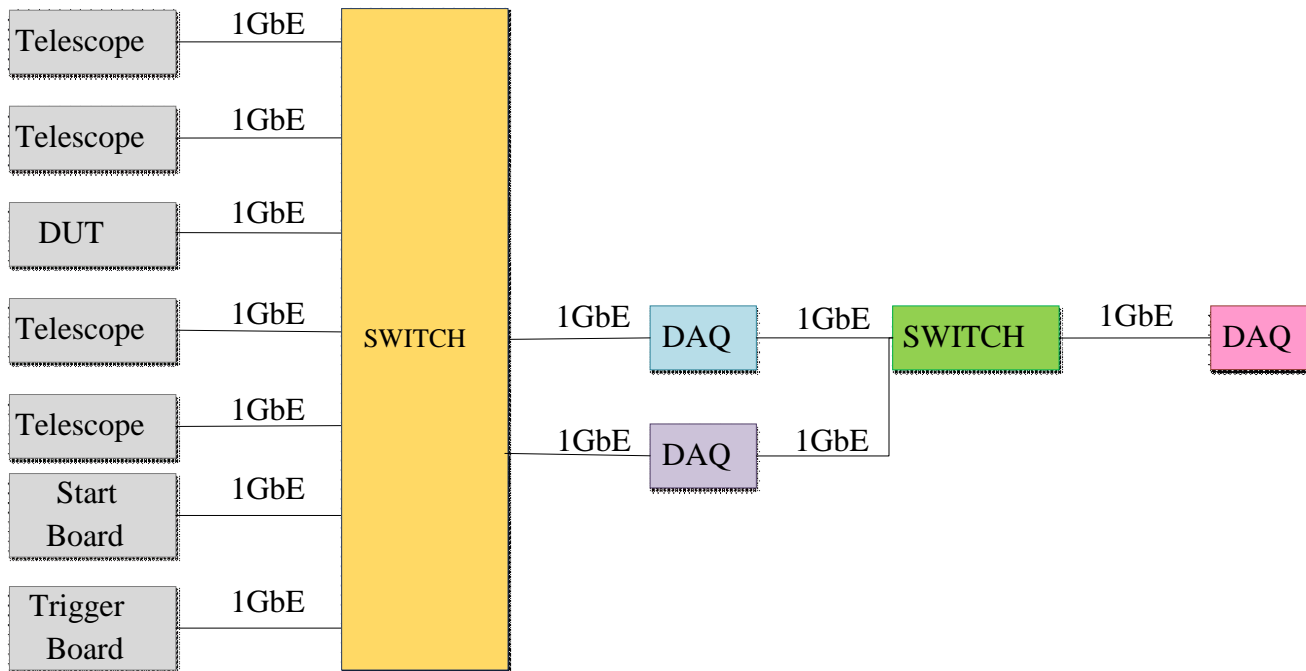 Telescope
1GbE
Telescope
1GbE
DUT
1GbE
Telescope
1GbE
Telescope
1GbE
Start
Board
1GbE
Trigger
Board
1GbE
SWITCH
1GbE
DAQ
1GbE
SWITCH
1GbE
DAQ
1GbE
DAQ
1GbE